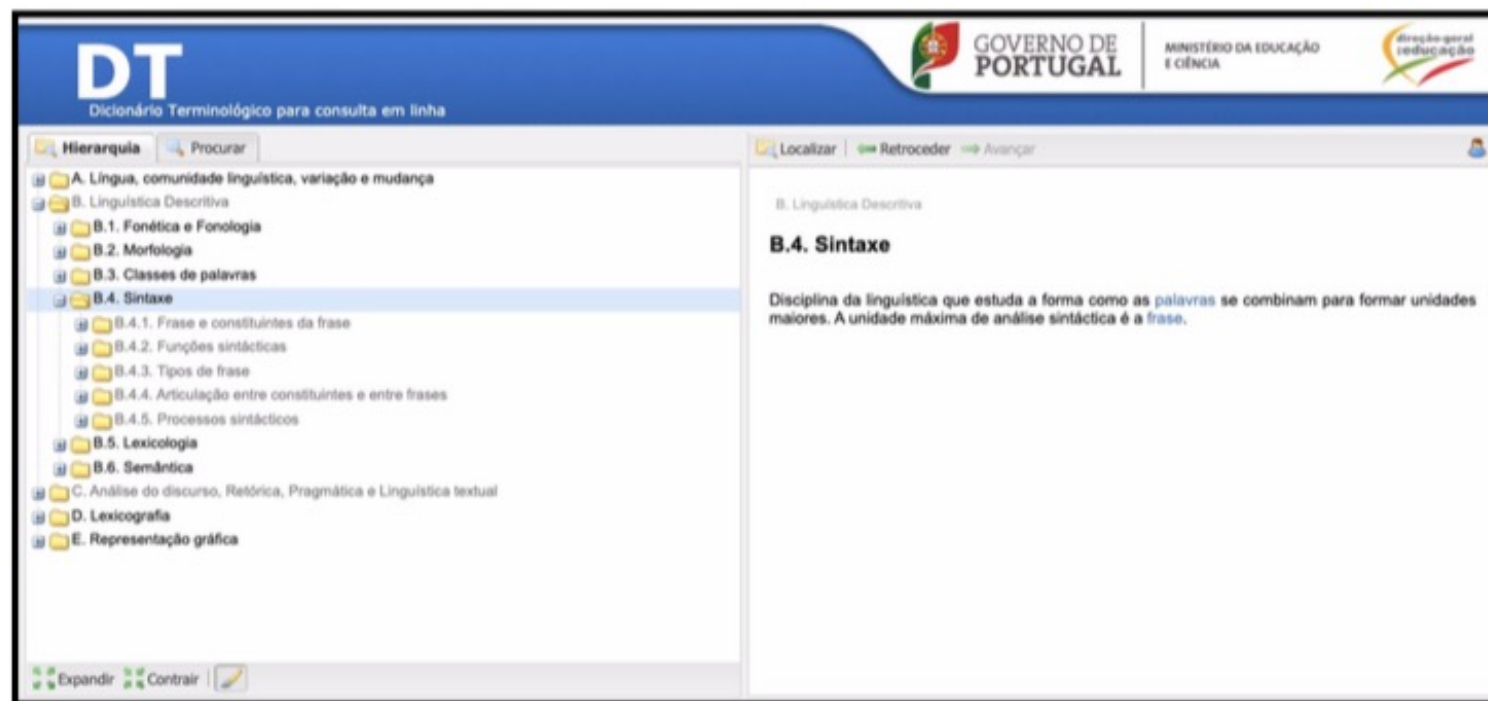 DT
Dicionário Terminológico para consulta em linha
GOVERNO DE
PORTUGAL
MINISTÉRIO DA EDUCAÇÃO
E CIÊNCIA
direção-geral
educação
Hierarquia
Procurar
A. Língua, comunidade linguística, variação e mudança
B. Linguística Descritiva
B.1. Fonética e Fonologia
B.2. Morfologia
B.3. Classes de palavras
B.4. Sintaxe
B.4.1. Frase e constituintes da frase
B.4.2. Funções sintácticas
B.4.3. Tipos de frase
B.4.4. Articulação entre constituintes e entre frases
B.4.5. Processos sintácticos
B.5. Lexicologia
B.6. Semântica
C. Análise do discurso, Retórica, Pragmática e Linguística textual
D. Lexicografia
E. Representação gráfica
Expandir Contrair
Localizar Retroceder Avançar
B. Linguística Descritiva
B.4. Sintaxe
Disciplina da linguística que estuda a forma como as palavras se combinam para formar unidades
maiores. A unidade máxima de análise sintáctica é a frase.